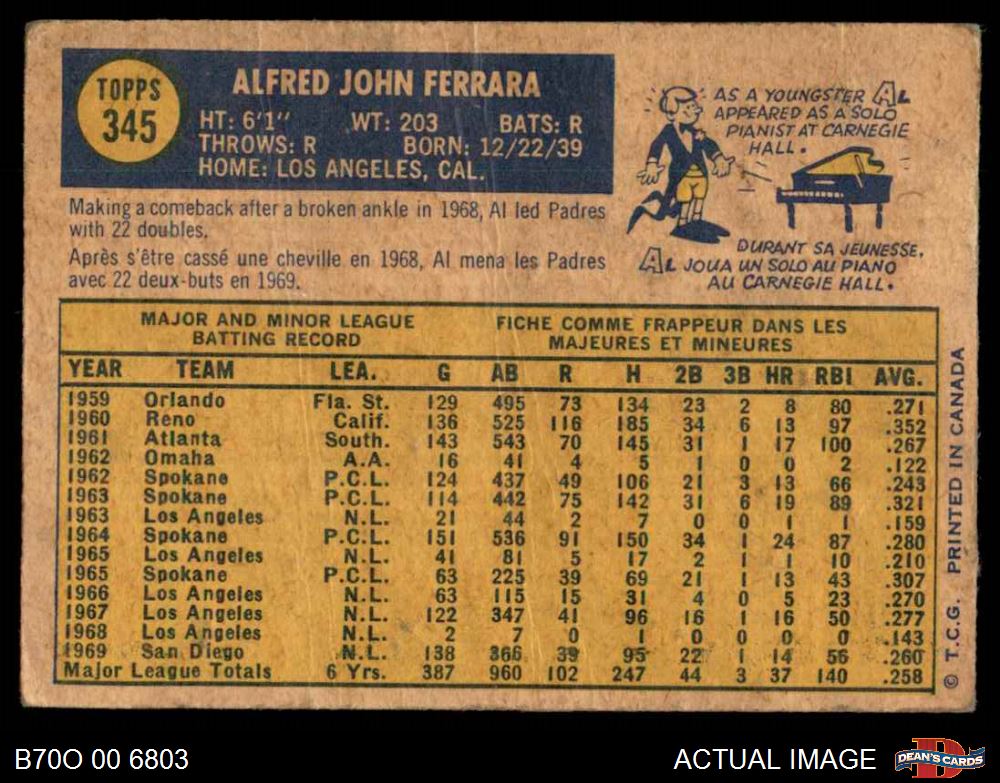 TOPPS
345
ALFRED JOHN FERRARA
HT: 6'1" WT: 203 BATS: R
THROWS: R BORN: 12/22/39
HOME: LOS ANGELES, CAL.
Making a comeback after a broken ankle in 1968, Al led Padres
with 22 doubles.
Après s'être cassé une cheville en 1968, Al mena les Padres
avec 22 deux-buts en 1969.
AS A YOUNGSTER AL
APPEARED AS A SOLO
PIANIST AT CARNEGIE
HALL.
DURANT SA JEUNESSE,
AL JOUA UN SOLO AU PIANO
AU CARNEGIE HALL.
MAJOR AND MINOR LEAGUE
BATTING RECORD
FICHE COMME FRAPPEUR DANS LES
MAJEURES ET MINEURES
YEAR TEAM LEA. G AB R H 2B 3B HR RBI AVG.
1959 Orlando Fla. St. 129 495 73 134 23 2 8 80 .271
1960 Reno Calif. 136 525 116 185 34 6 13 97 .352
1961 Atlanta South. 143 543 70 145 31 1 17 100 .267
1962 Omaha A.A. 16 41 4 5 1 0 0 2 .122
1962 Spokane P.C.L. 124 437 49 106 21 3 13 66 .243
1963 Spokane P.C.L. 114 442 75 142 31 6 19 89 .321
1963 Los Angeles N.L. 21 44 2 7 0 0 1 1 .159
1964 Spokane P.C.L. 151 536 91 150 34 1 24 87 .280
1965 Los Angeles N.L. 41 81 5 17 2 1 1 10 .210
1965 Spokane P.C.L. 63 225 39 69 21 1 13 43 .307
1966 Los Angeles N.L. 63 115 15 31 4 0 5 23 .270
1967 Los Angeles N.L. 122 347 41 96 16 1 16 50 .277
1968 Los Angeles N.L. 2 7 0 1 0 0 0 0 .143
1969 San Diego N.L. 138 366 39 95 22 1 14 56 .260
Major League Totals 6 Yrs. 387 960 102 247 44 3 37 140 .258
© T.C.G. PRINTED IN CANADA
B70O 00 6803
ACTUAL IMAGE
D
DEAN'S CARDS